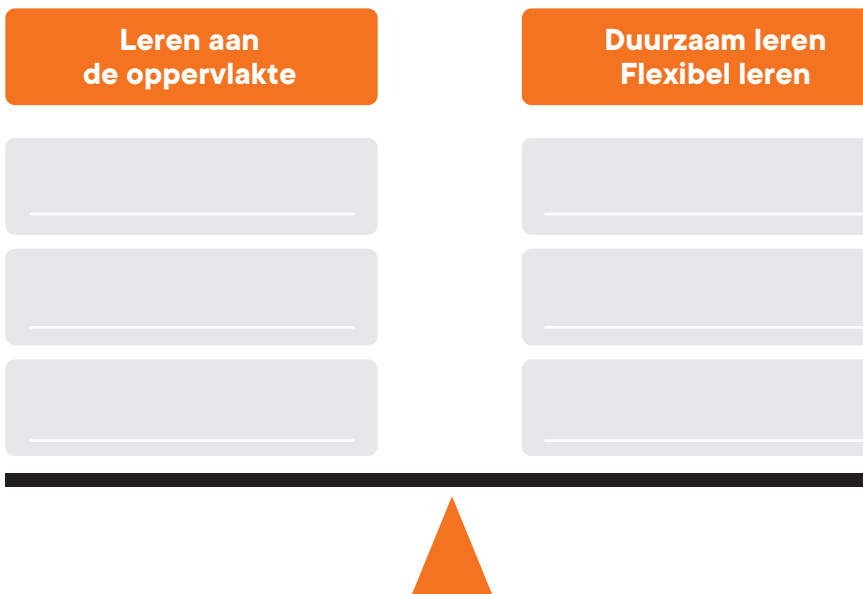 Leren aan
de oppervlakte
Duurzaam leren
Flexibel leren